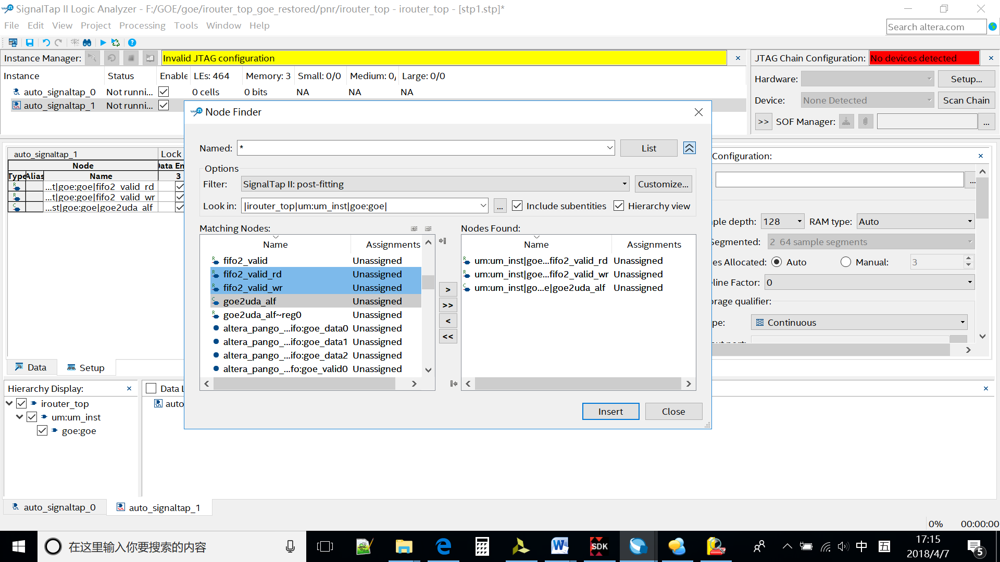 SignalTap II Logic Analyzer - F:/GOE/goe/irouter_top_goe_restored/pnr/irouter_top - irouter_top - [stp1.stp]*
File Edit View Project Processing Tools Window Help
Search altera.com
Instance Manager: Invalid JTAG configuration
JTAG Chain Configuration: No devices detected
Instance Status Enable LEs: 464 Memory: 3 Small: 0/0 Medium: 0/ Large: 0/0
auto_signaltap_0 Not runni... 0 cells 0 bits NA NA NA
auto_signaltap_1 Not runni...
Hardware: Setup...
Device: None Detected Scan Chain
>> SOF Manager: ...
Node Finder
Named: * List
Options
Filter: SignalTap II: post-fitting Customize...
Look in: |irouter_top|um:um_inst|goe:goe| ... Include subentities Hierarchy view
Matching Nodes:
Name Assignments
fifo2_valid Unassigned
fifo2_valid_rd Unassigned
fifo2_valid_wr Unassigned
goe2uda_alf Unassigned
goe2uda_alf~reg0 Unassigned
altera_pango_...ifo:goe_data0 Unassigned
altera_pango_...ifo:goe_data1 Unassigned
altera_pango_...ifo:goe_data2 Unassigned
altera_pango_...fo:goe_valid0 Unassigned
>
>>
<
<<
Nodes Found:
Name Assignments
um:um_inst|goe...fifo2_valid_rd Unassigned
um:um_inst|goe...fifo2_valid_wr Unassigned
um:um_inst|go...e|goe2uda_alf Unassigned
Insert Close
auto_signaltap_1 Lock
Node Data En
Type Alias Name 3
...t|goe:goe|fifo2_valid_rd
...t|goe:goe|fifo2_valid_wr
...st|goe:goe|goe2uda_alf
Configuration:
...
ple depth: 128 RAM type: Auto
Segmented: 2 64 sample segments
es Allocated: Auto Manual: 3
line Factor: 0
rage qualifier:
pe: Continuous
Data Setup
Hierarchy Display:
irouter_top
um:um_inst
goe:goe
Data L
auto
auto_signaltap_0 auto_signaltap_1
0% 00:00:00
在这里输入你要搜索的内容
SDK
中 五
17:15
2018/4/7
5